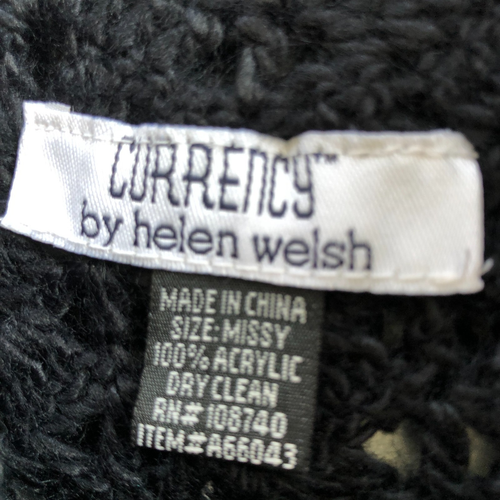 CURRENCY™
by helen welsh
MADE IN CHINA
SIZE: MISSY
100% ACRYLIC
DRY CLEAN
RN# 108740
ITEM# A66043